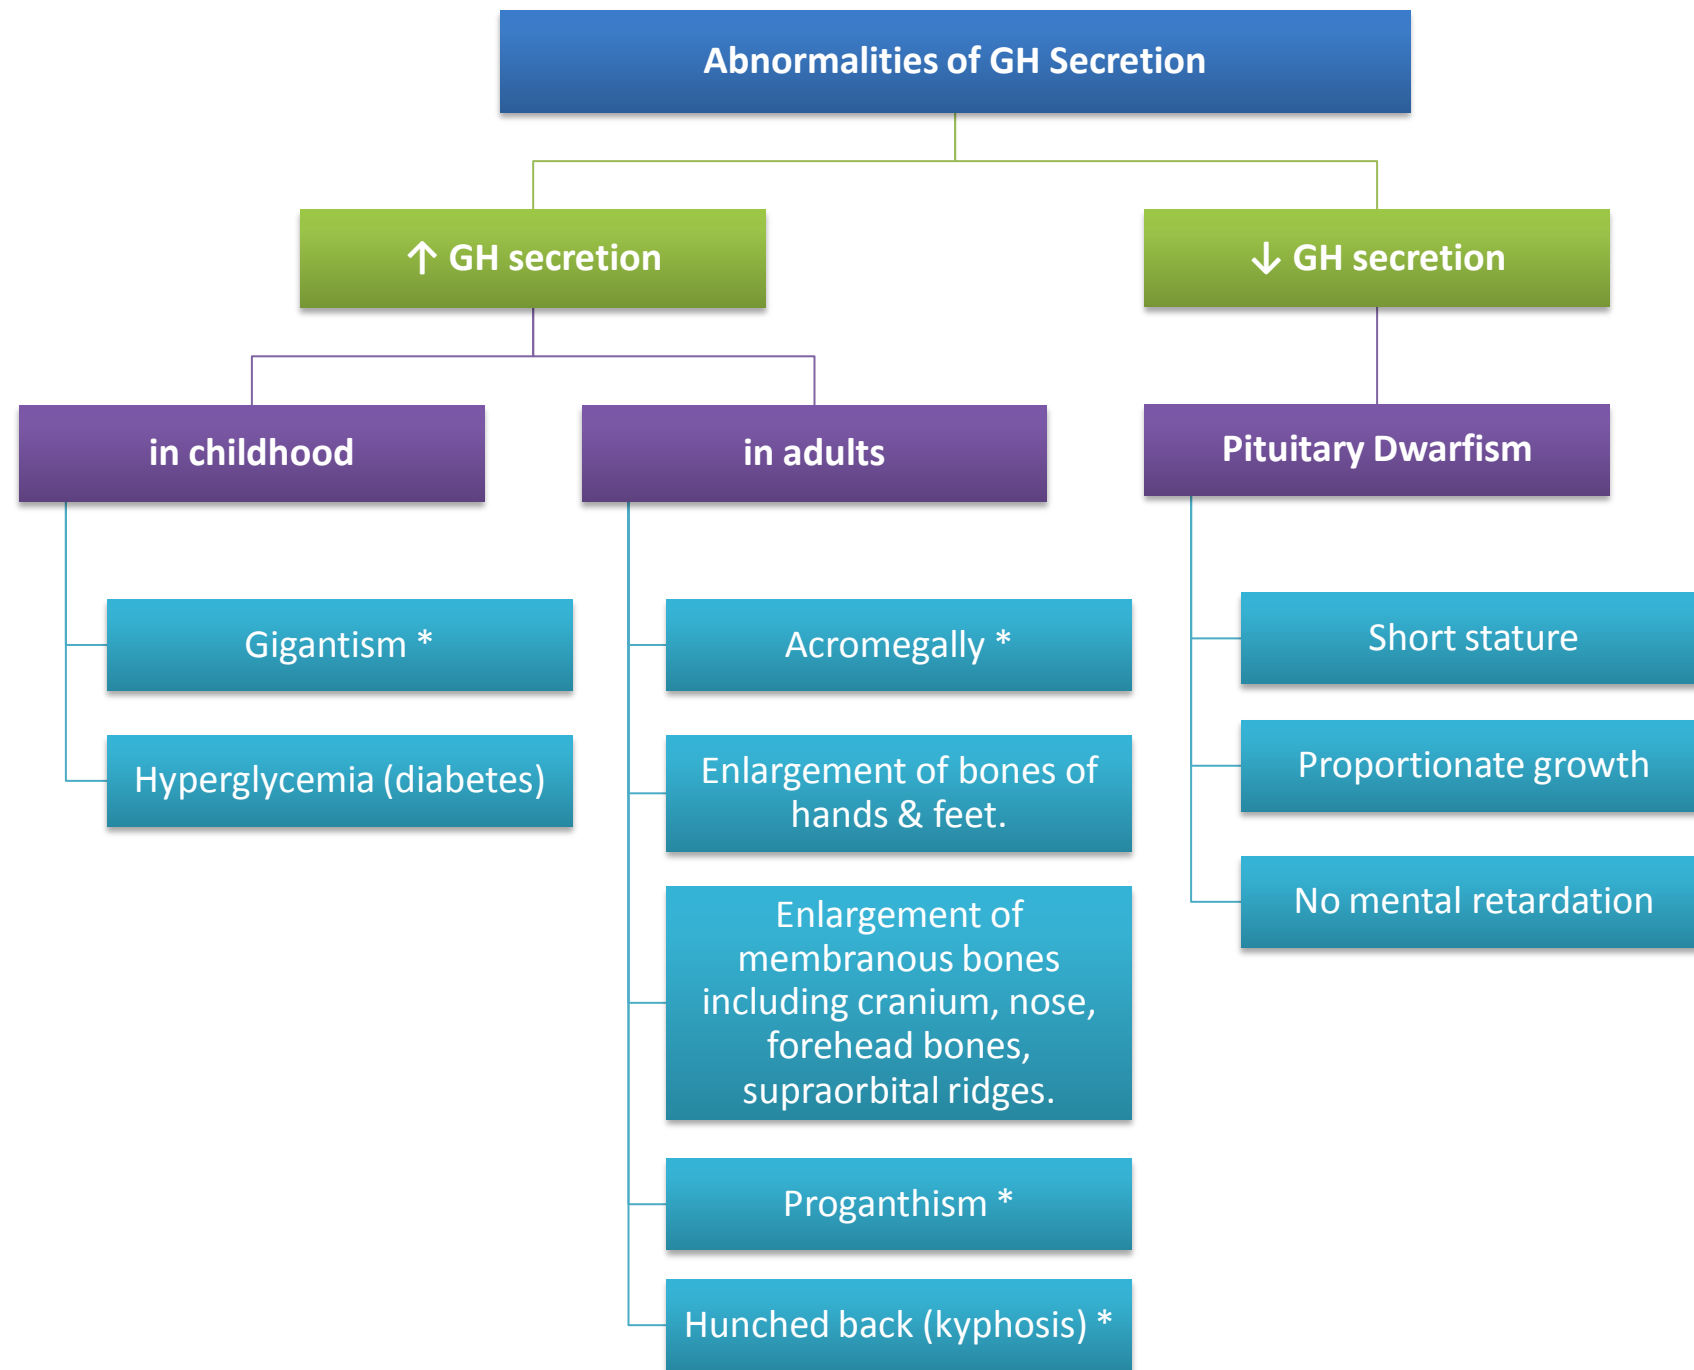 Abnormalities of GH Secretion
↑ GH secretion
↓ GH secretion
in childhood
in adults
Pituitary Dwarfism
Gigantism *
Hyperglycemia (diabetes)
Acromegally *
Enlargement of bones of
hands & feet.
Enlargement of
membranous bones
including cranium, nose,
forehead bones,
supraorbital ridges.
Proganthism *
Hunched back (kyphosis) *
Short stature
Proportionate growth
No mental retardation